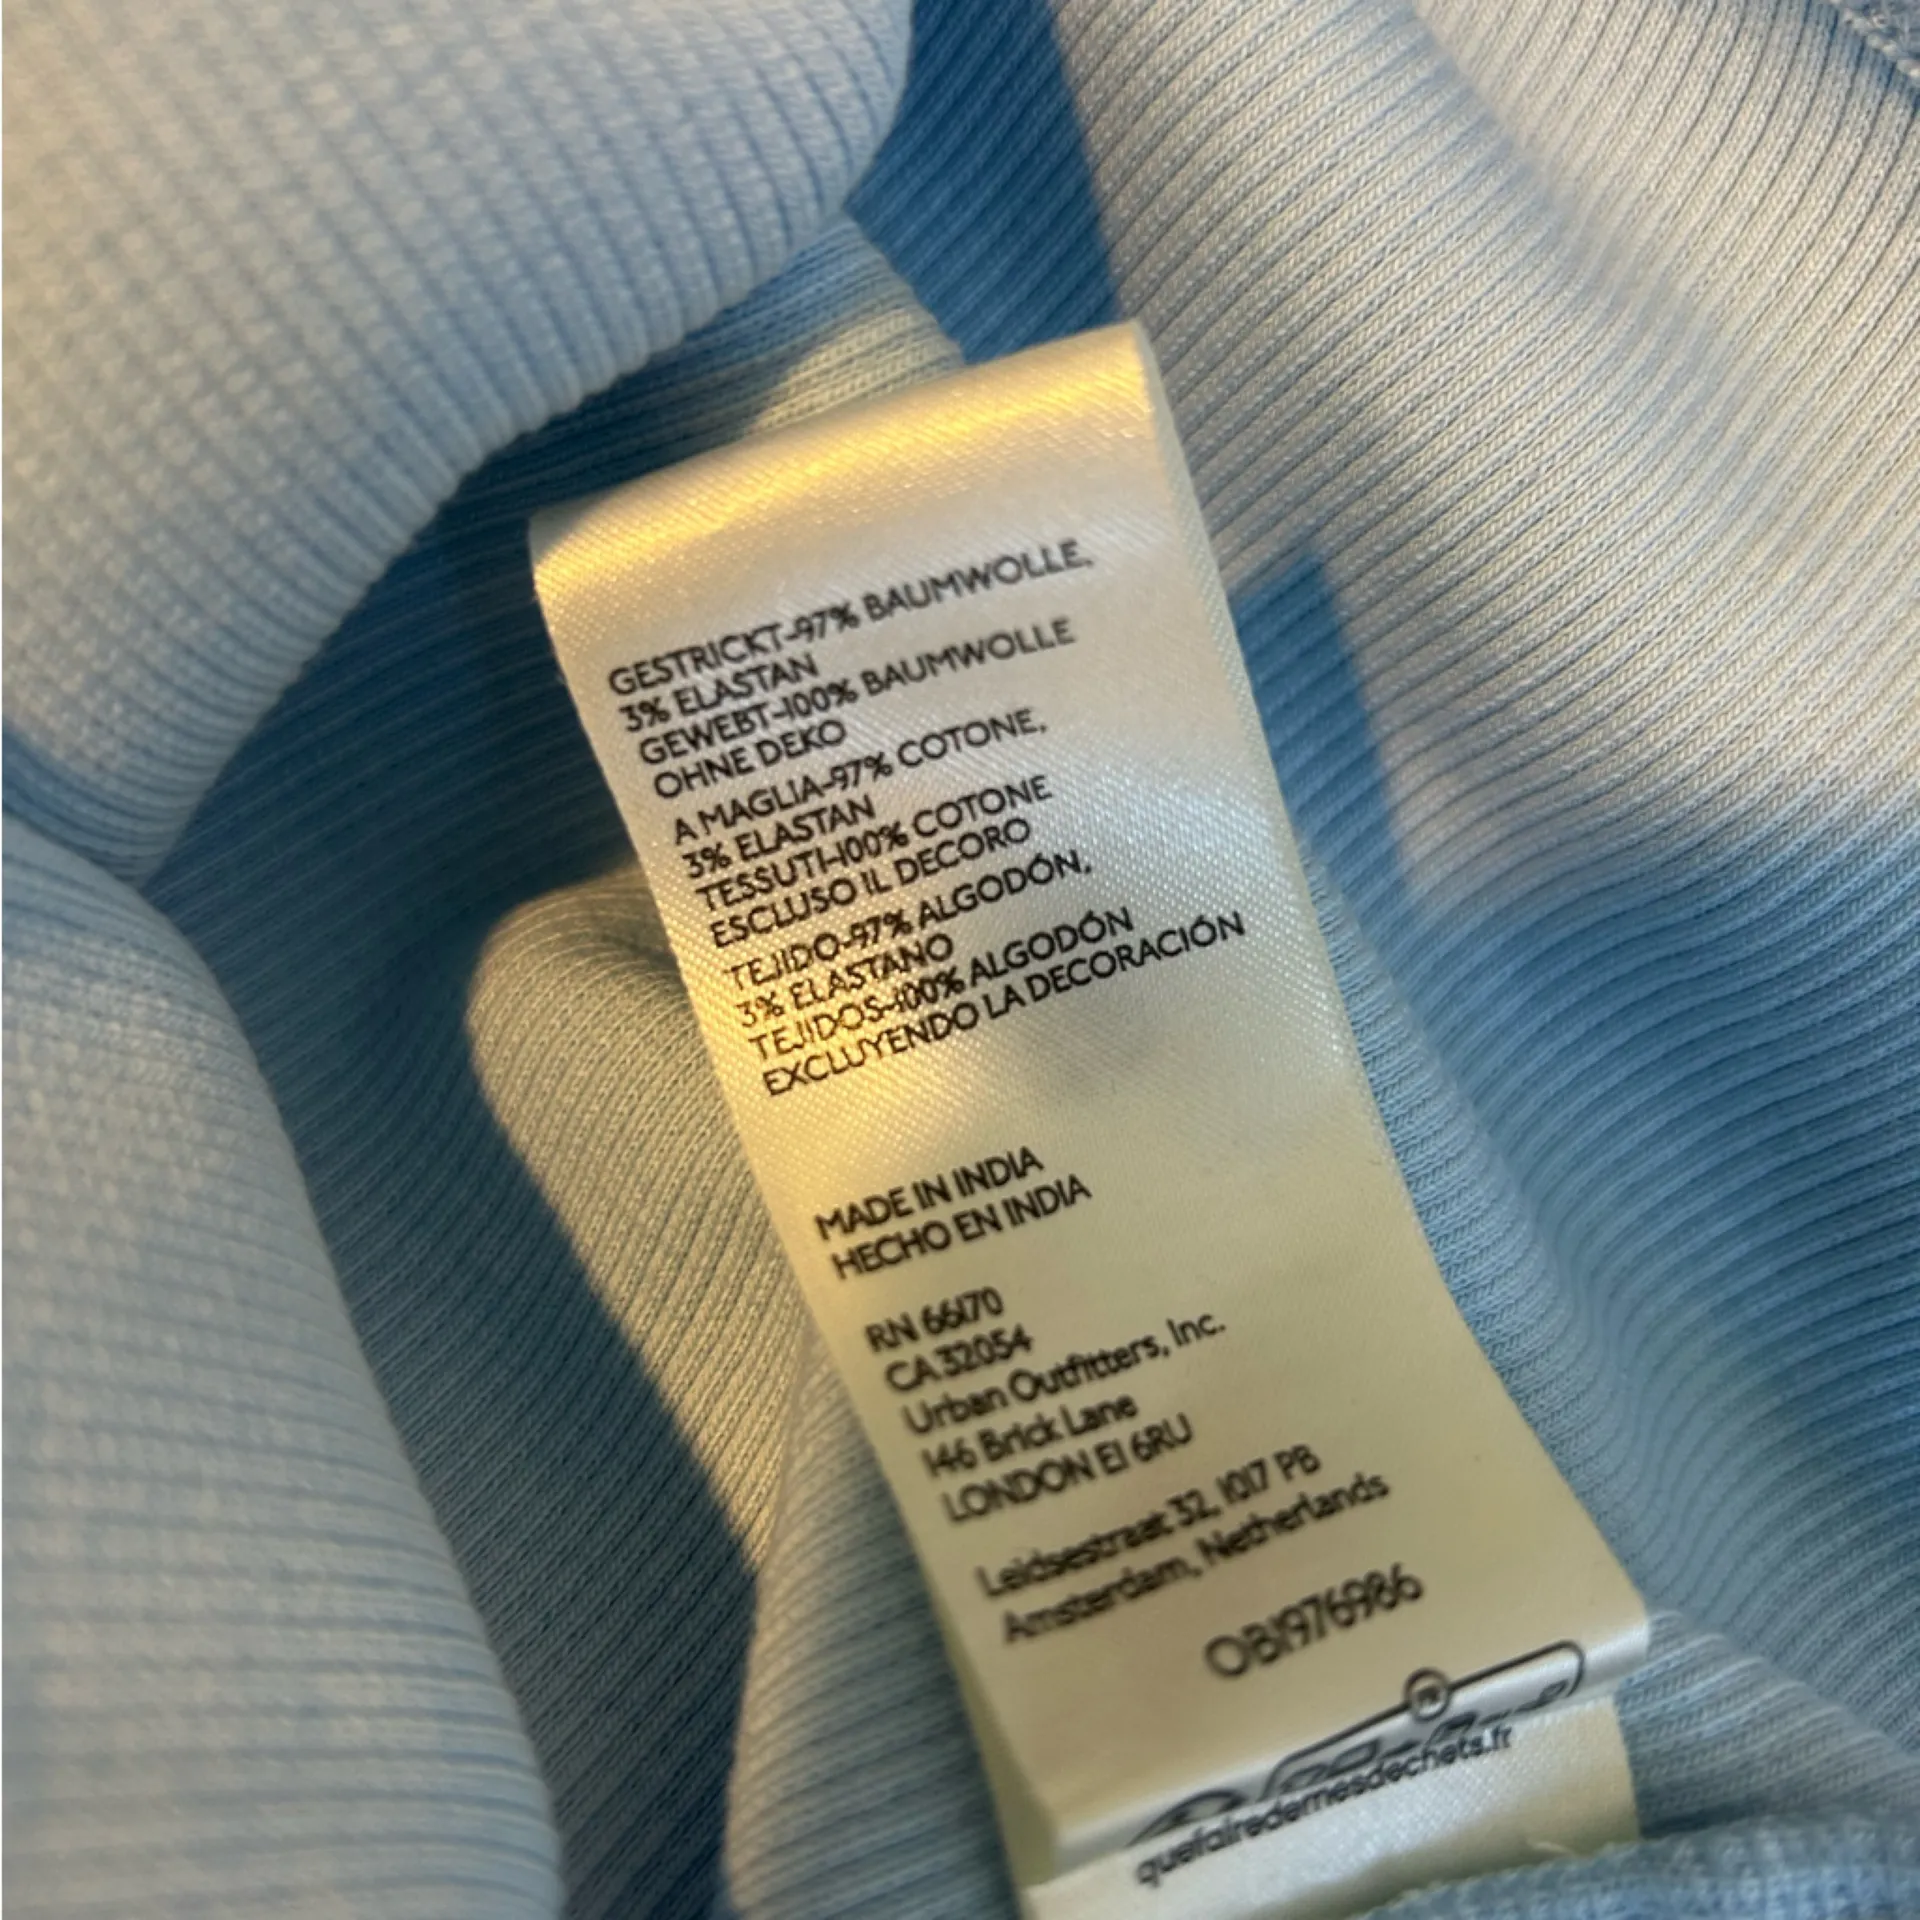 GESTRICKT-97% BAUMWOLLE,
3% ELASTAN
GEWEBT-100% BAUMWOLLE
OHNE DEKO
A MAGLIA-97% COTONE,
3% ELASTAN
TESSUTI-100% COTONE
ESCLUSO IL DECORO
TEJIDO-97% ALGODÓN,
3% ELASTANO
TEJIDOS-100% ALGODÓN
EXCLUYENDO LA DECORACIÓN
MADE IN INDIA
HECHO EN INDIA
RN 66170
CA 32054
Urban Outfitters, Inc.
146 Brick Lane
LONDON E1 6RU
Leidsestraat 32, 1017 PB
Amsterdam, Netherlands
OB1976986
quefairedemesdechets.fr